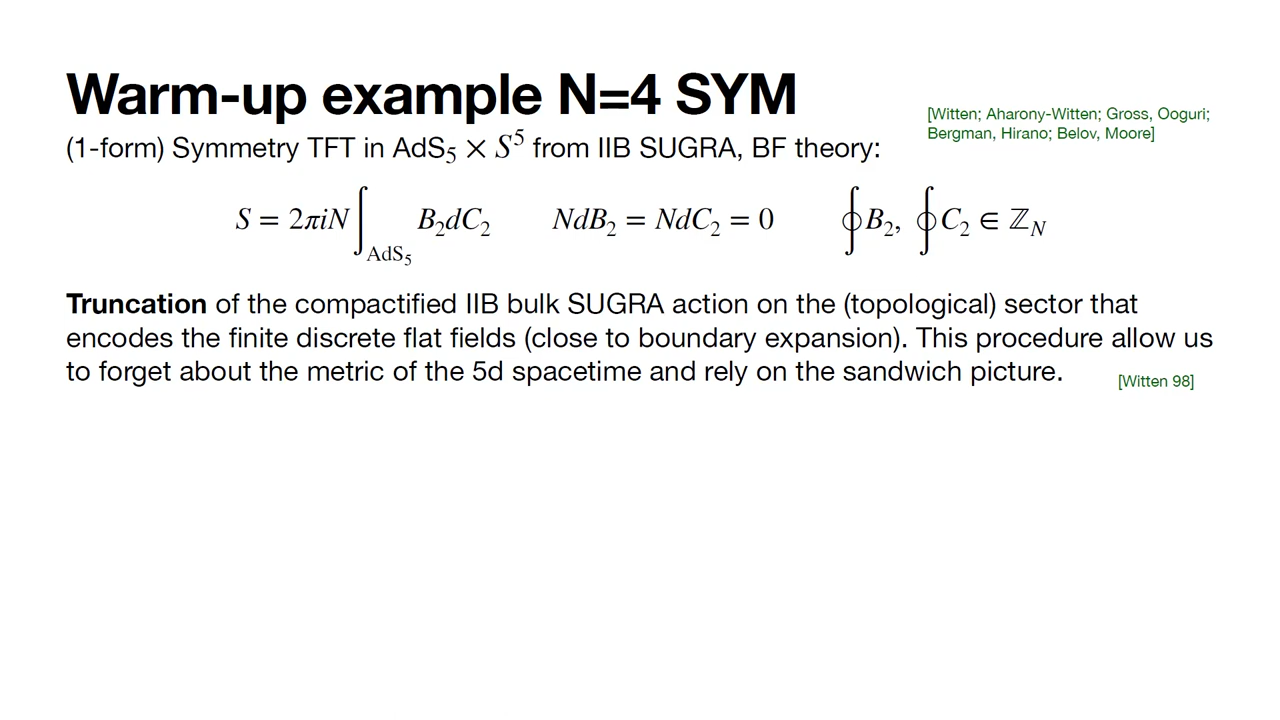 Warm-up example N=4 SYM
[Witten; Aharony-Witten; Gross, Ooguri;
Bergman, Hirano; Belov, Moore]
(1-form) Symmetry TFT in AdS₅ × S⁵ from IIB SUGRA, BF theory:
S = 2πiN ∫_{AdS₅} B₂dC₂   NdB₂ = NdC₂ = 0   ∮B₂, ∮C₂ ∈ ℤ_N
Truncation of the compactified IIB bulk SUGRA action on the (topological) sector that
encodes the finite discrete flat fields (close to boundary expansion). This procedure allow us
to forget about the metric of the 5d spacetime and rely on the sandwich picture.
[Witten 98]